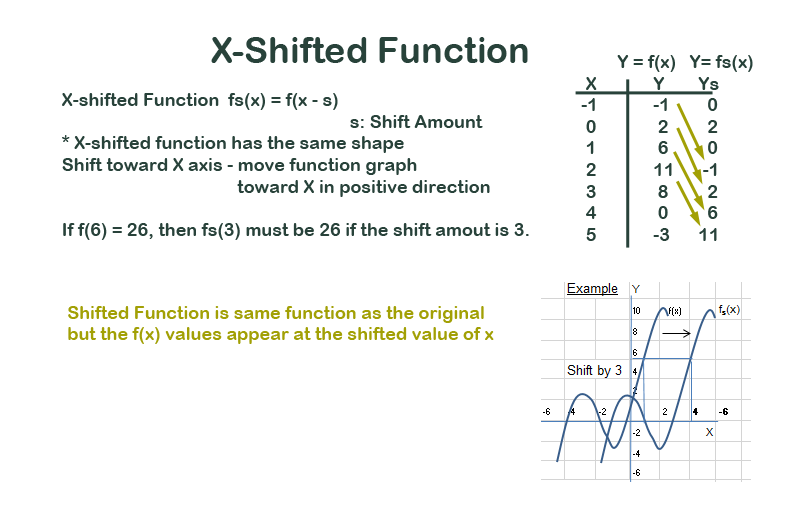 X-Shifted Function
X-shifted Function fs(x) = f(x - s)
s: Shift Amount
* X-shifted function has the same shape
Shift toward X axis - move function graph
toward X in positive direction
If f(6) = 26, then fs(3) must be 26 if the shift amout is 3.
Shifted Function is same function as the original
but the f(x) values appear at the shifted value of x
Y = f(x) Y= fs(x)
X Y Ys
-1 -1 0
0 2 2
1 6 0
2 11 -1
3 8 2
4 0 6
5 -3 11
Example Y
10 f(x) fs(x)
8
6
Shift by 3 4
2
-6 -4 -2 2 4 -6
-2 X
-4
-6